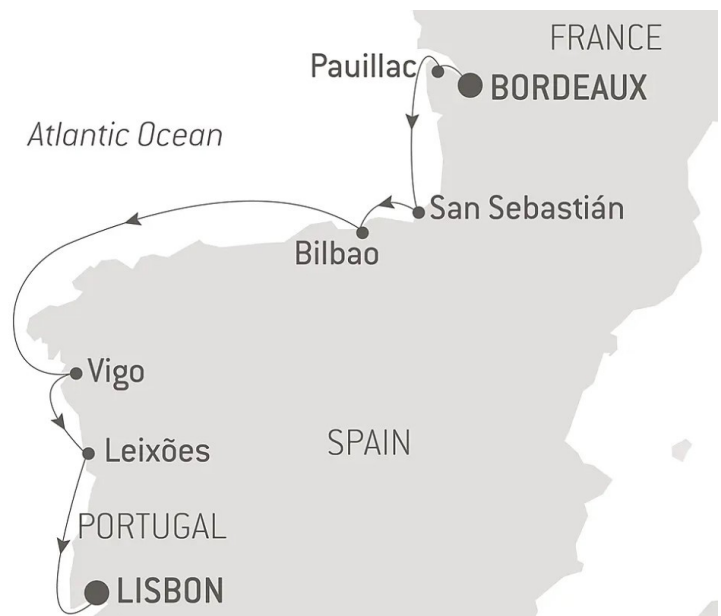 FRANCE
Pauillac
BORDEAUX
Atlantic Ocean
San Sebastián
Bilbao
Vigo
Leixões
SPAIN
PORTUGAL
LISBON